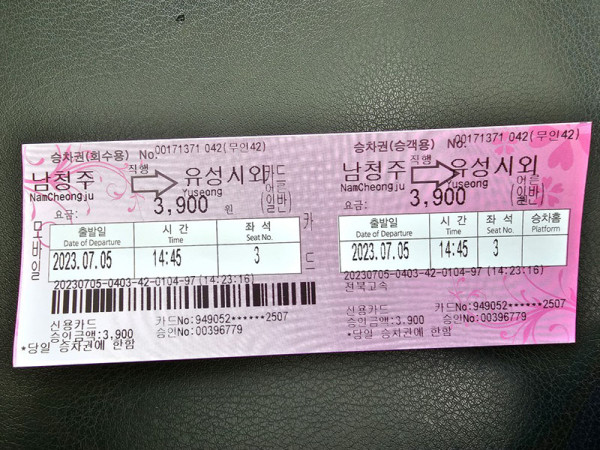 승차권(회수용) No.00171371 042(무인42)
직행
남청주 유성시외
NamCheongju Yuseong
카드
어른
(일반)
요금: 3,900 원
모바일
카드
출발일 시간 좌석
Date of Departure Time Seat No.
2023.07.05 14:45 3
20230705-0403-42-0104-97 (14:23:16)
신용카드 카드No:949052******2507
승인금액:3,900 승인No:00396779
*당일 승차권에 한함
승차권(승객용) No.00171371 042(무인42)
직행
남청주 유성시외
NamCheongju Yuseong
어른
요금: 3,900
출발일 시간 좌석 승차홈
Date of Departure Time Seat No. Platform
2023.07.05 14:45 3
20230705-0403-42-0104-97 (14:23:16)
전북고속
신용카드 카드No:949052******2507
승인금액:3,900 승인No:00396779
*당일 승차권에 한함